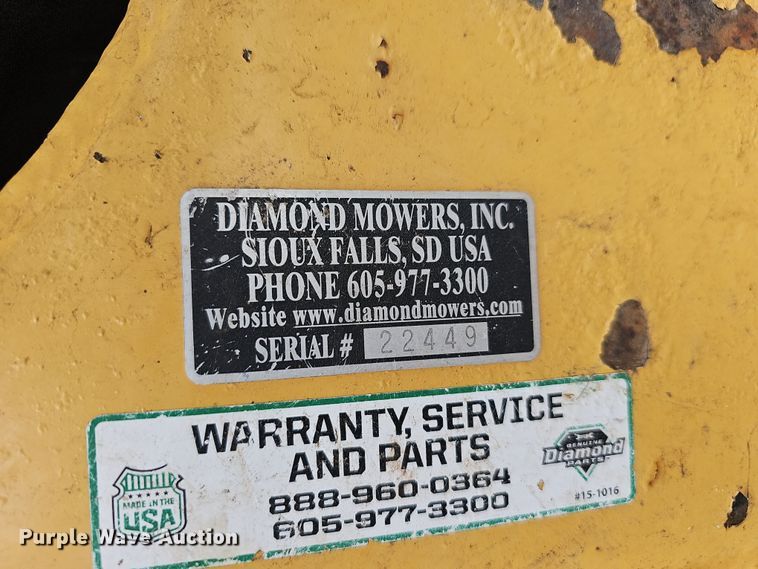 DIAMOND MOWERS, INC.
SIOUX FALLS, SD USA
PHONE 605-977-3300
Website www.diamondmowers.com
SERIAL # 22449
WARRANTY, SERVICE
AND PARTS
888-960-0364
605-977-3300
MADE IN THE
USA
GENUINE
Diamond
PARTS
#15-1016
Purple Wave Auction